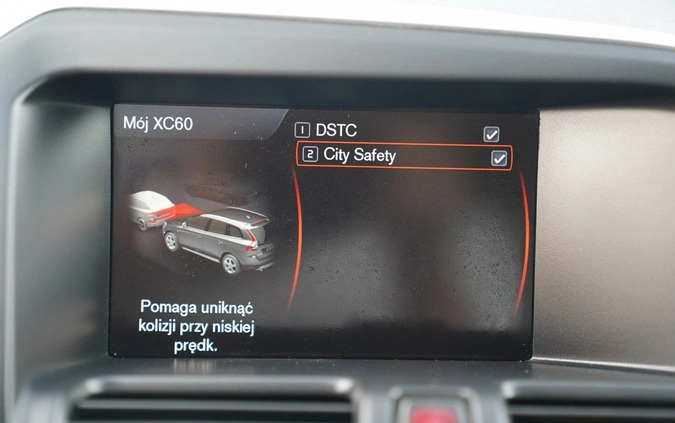 Mój XC60
1 DSTC
2 City Safety
Pomaga uniknąć
kolizji przy niskiej
prędk.